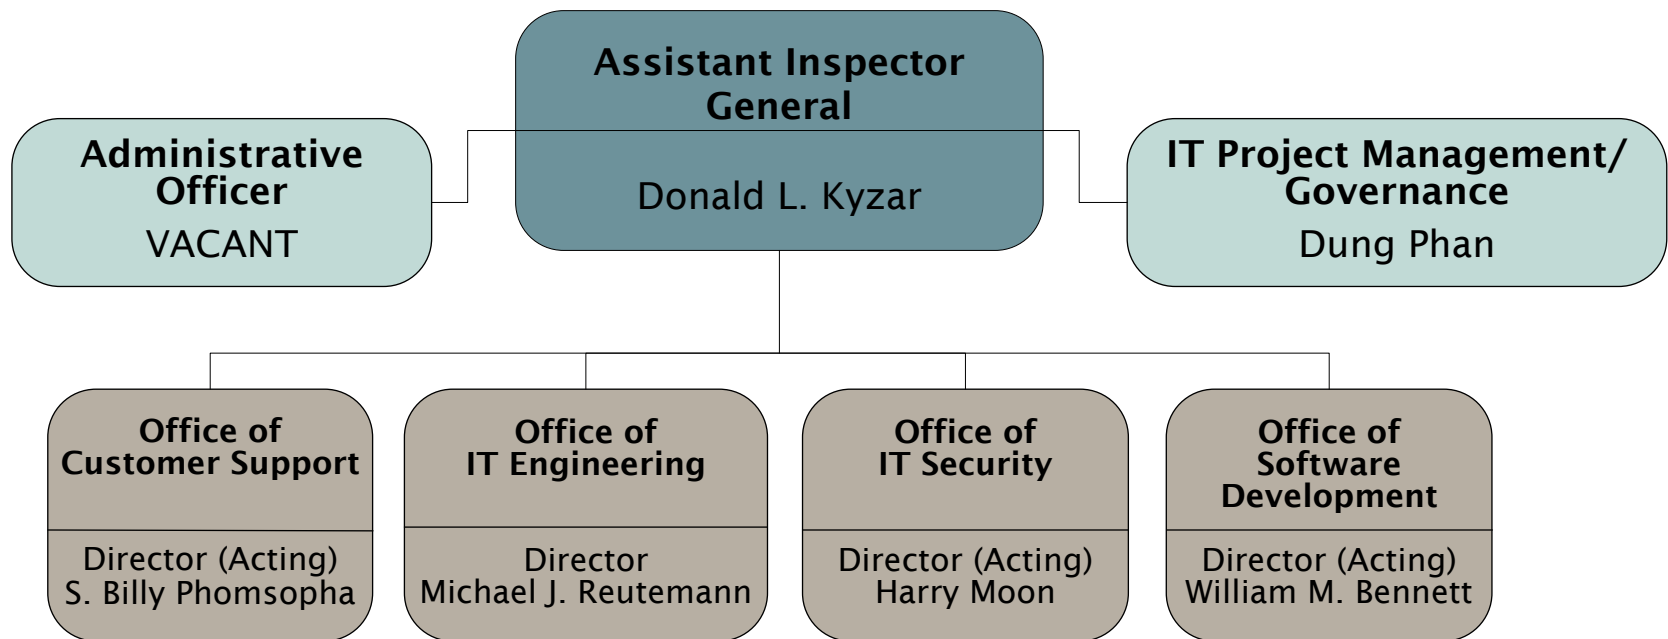 Assistant Inspector
General
Donald L. Kyzar
Administrative
Officer
VACANT
IT Project Management/
Governance
Dung Phan
Office of
Customer Support
Director (Acting)
S. Billy Phomsopha
Office of
IT Engineering
Director
Michael J. Reutemann
Office of
IT Security
Director (Acting)
Harry Moon
Office of
Software
Development
Director (Acting)
William M. Bennett